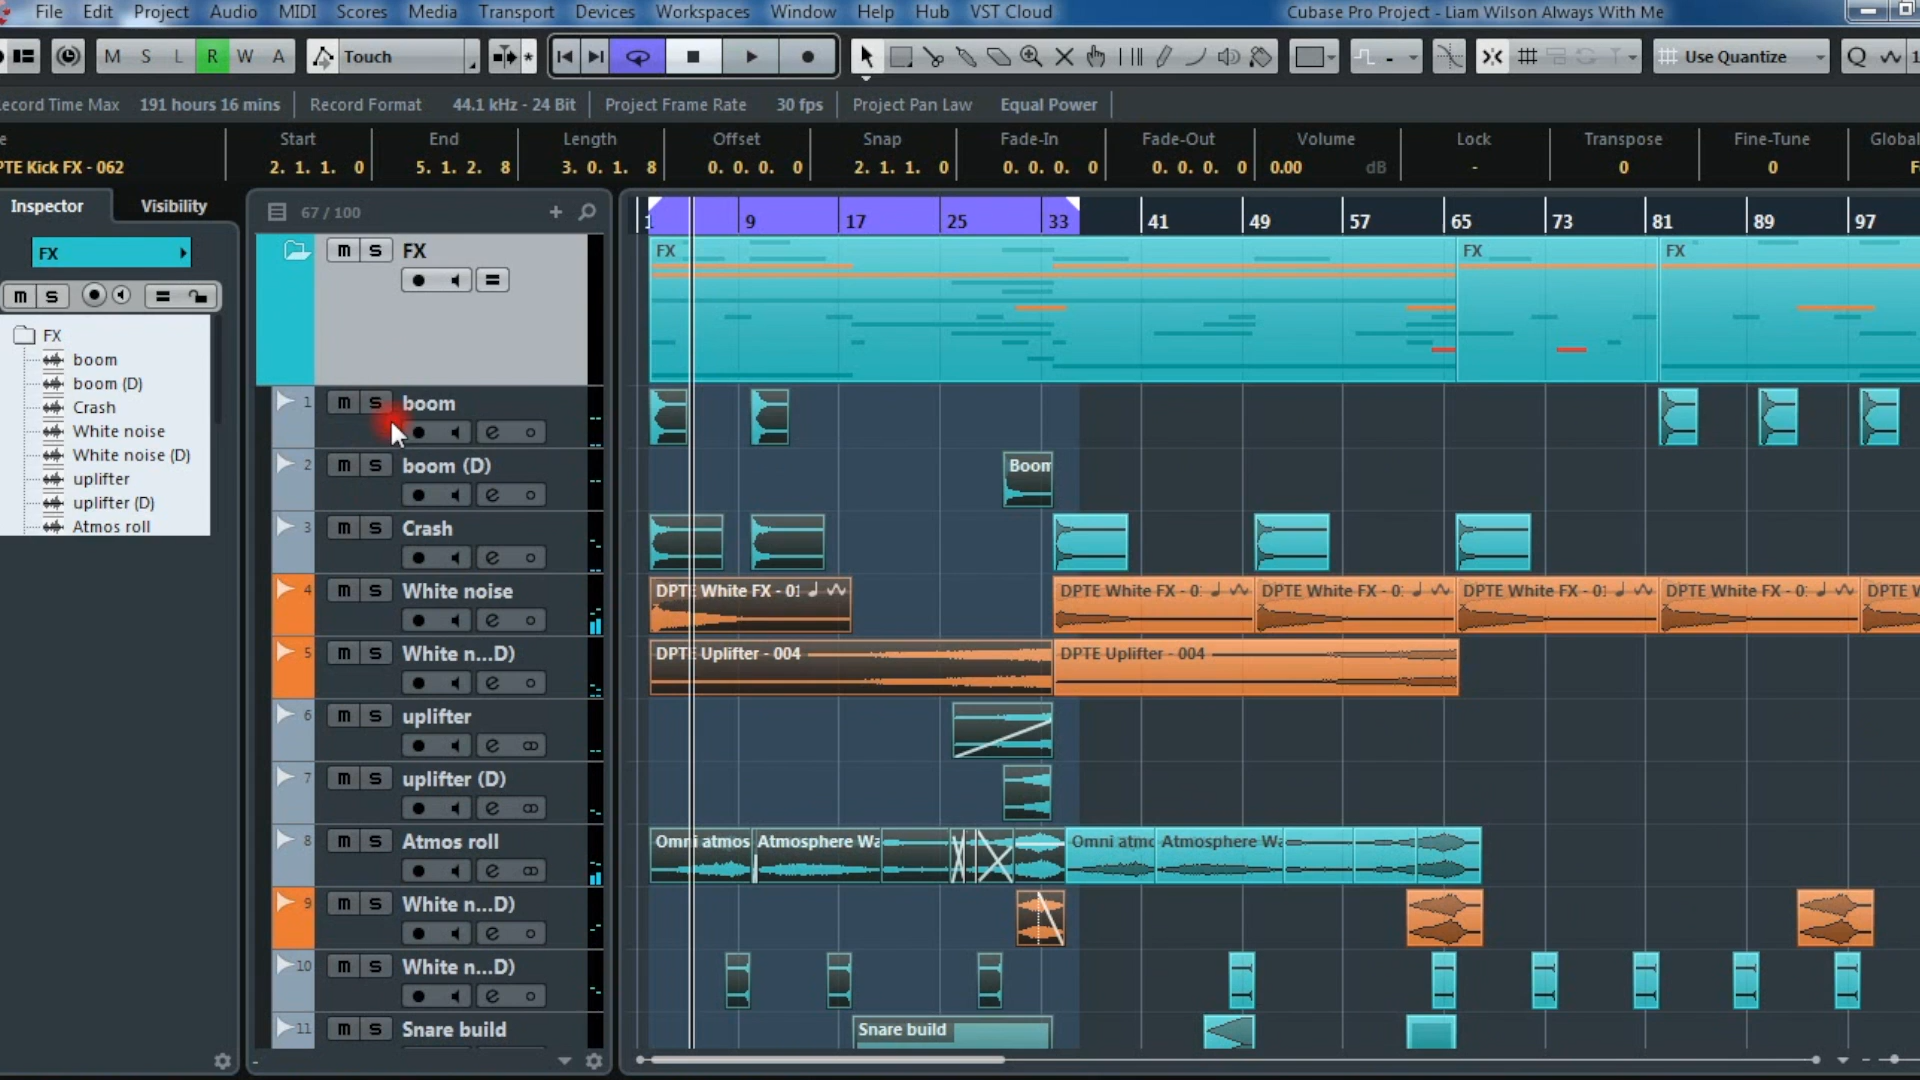 File Edit Project Audio MIDI Scores Media Transport Devices Workspaces Window Help Hub VST Cloud
Cubase Pro Project - Liam Wilson Always With Me
M S L R W A Touch
Use Quantize Q
ecord Time Max 191 hours 16 mins Record Format 44.1 kHz - 24 Bit Project Frame Rate 30 fps Project Pan Law Equal Power
Start End Length Offset Snap Fade-In Fade-Out Volume Lock Transpose Fine-Tune Global
PTE Kick FX - 062 2. 1. 1. 0 5. 1. 2. 8 3. 0. 1. 8 0. 0. 0. 0 2. 1. 1. 0 0. 0. 0. 0 0. 0. 0. 0 0.00 dB - 0 0
Inspector Visibility
67 / 100
1 9 17 25 33 41 49 57 65 73 81 89 97
FX
m S
FX
boom
boom (D)
Crash
White noise
White noise (D)
uplifter
uplifter (D)
Atmos roll
m S FX
FX FX FX
1 m S boom
2 m S boom (D)
Boom
3 m S Crash
4 m S White noise
DPTE White FX - 01 DPTE White FX - 0 DPTE White FX - 0 DPTE White FX - 01 DPTE White FX - 0 DPTE W
5 m S White n...D)
DPTE Uplifter - 004 DPTE Uplifter - 004
6 m S uplifter
7 m S uplifter (D)
8 m S Atmos roll
Omni atmos Atmosphere Wa Omni atmo Atmosphere Wa
9 m S White n...D)
10 m S White n...D)
11 m S Snare build
Snare build